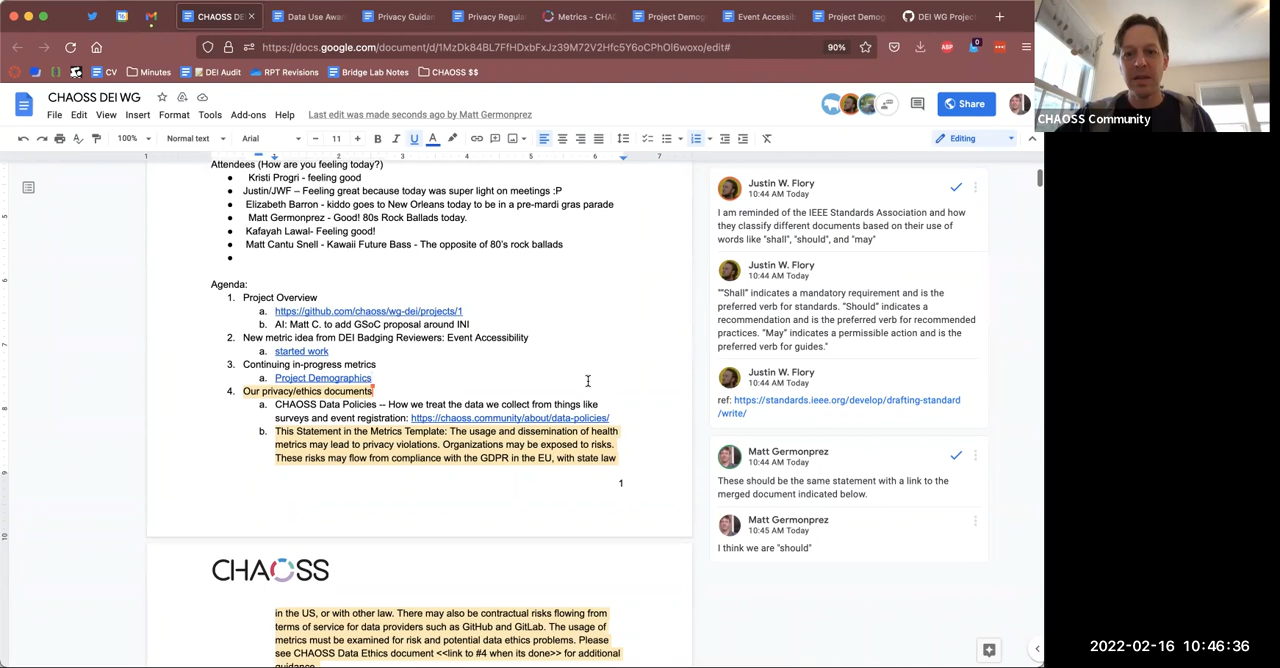 CHAOSS DEI
Data Use Awar
Privacy Guidan
Privacy Regula
Metrics - CHA
Project Demog
Event Accessib
Project Demog
DEI WG Projec
https://docs.google.com/document/d/1MzDk84BL7FfHDxbFxJz39M72V2Hfc5Y6oCPhOI6woxo/edit#
90%
CV
Minutes
DEI Audit
RPT Revisions
Bridge Lab Notes
CHAOSS $$
CHAOSS Community
CHAOSS DEI WG
File Edit View Insert Format Tools Add-ons Help
Last edit was made seconds ago by Matt Germonprez
Share
100%
Normal text
Arial
11
Editing
Attendees (How are you feeling today?)
Kristi Progri - feeling good
Justin/JWF – Feeling great because today was super light on meetings :P
Elizabeth Barron - kiddo goes to New Orleans today to be in a pre-mardi gras parade
Matt Germonprez - Good! 80s Rock Ballads today.
Kafayah Lawal- Feeling good!
Matt Cantu Snell - Kawaii Future Bass - The opposite of 80's rock ballads
Agenda:
1. Project Overview
a. https://github.com/chaoss/wg-dei/projects/1
b. AI: Matt C. to add GSoC proposal around INI
2. New metric idea from DEI Badging Reviewers: Event Accessibility
a. started work
3. Continuing in-progress metrics
a. Project Demographics
4. Our privacy/ethics documents
a. CHAOSS Data Policies -- How we treat the data we collect from things like
surveys and event registration: https://chaoss.community/about/data-policies/
b. This Statement in the Metrics Template: The usage and dissemination of health
metrics may lead to privacy violations. Organizations may be exposed to risks.
These risks may flow from compliance with the GDPR in the EU, with state law
1
CHAOSS
in the US, or with other law. There may also be contractual risks flowing from
terms of service for data providers such as GitHub and GitLab. The usage of
metrics must be examined for risk and potential data ethics problems. Please
see CHAOSS Data Ethics document <<link to #4 when its done>> for additional
guidance.
Justin W. Flory
10:44 AM Today
I am reminded of the IEEE Standards Association and how
they classify different documents based on their use of
words like "shall", "should", and "may"
Justin W. Flory
10:44 AM Today
""Shall" indicates a mandatory requirement and is the
preferred verb for standards. "Should" indicates a
recommendation and is the preferred verb for recommended
practices. "May" indicates a permissible action and is the
preferred verb for guides."
Justin W. Flory
10:44 AM Today
ref: https://standards.ieee.org/develop/drafting-standard
/write/
Matt Germonprez
10:44 AM Today
These should be the same statement with a link to the
merged document indicated below.
Matt Germonprez
10:45 AM Today
I think we are "should"
2022-02-16 10:46:36